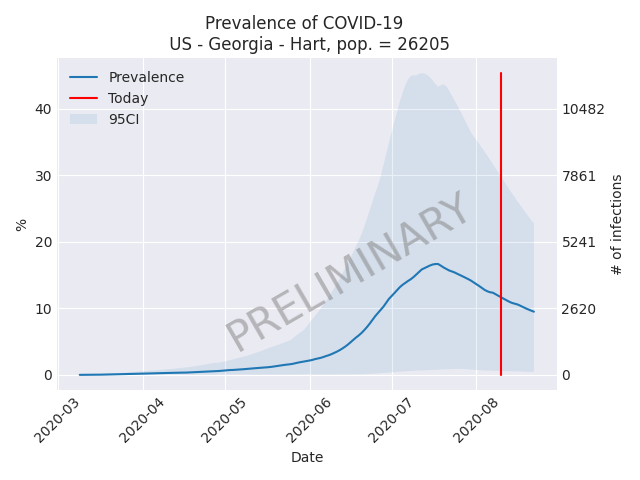 Prevalence of COVID-19
US - Georgia - Hart, pop. = 26205
Prevalence
Today
95CI
40
30
20
10
0
%
10482
7861
5241
2620
0
# of infections
PRELIMINARY
2020-03
2020-04
2020-05
2020-06
2020-07
2020-08
Date